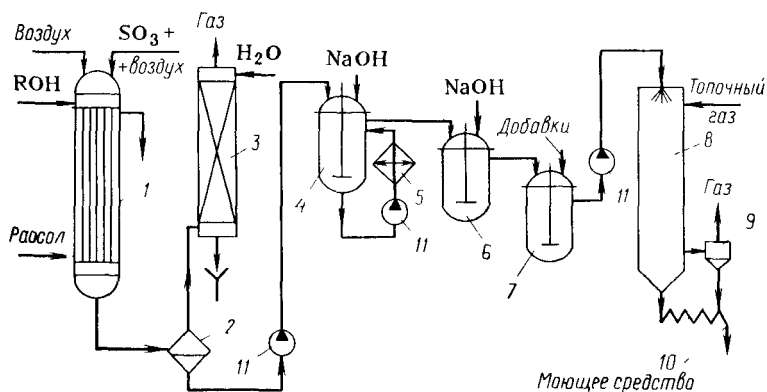 Воздух
SO₃ +
+воздух
ROH
Рассол
1
Газ
H₂O
3
2
11
NaOH
4
5
11
NaOH
6
Добавки
7
11
Топочный
газ
8
Газ
9
10
Моющее средство